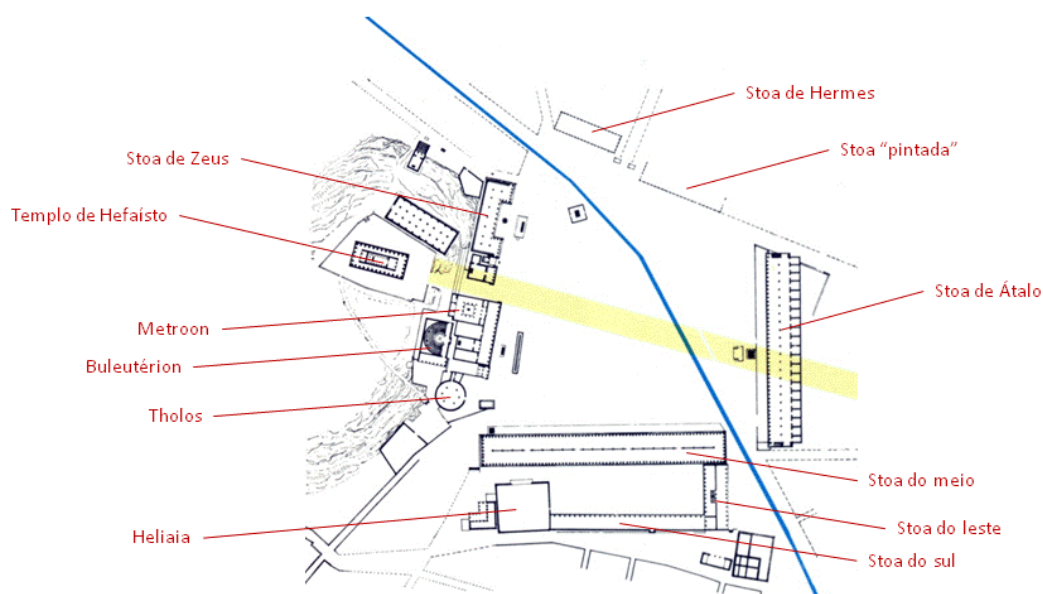 Stoa de Hermes
Stoa de Zeus
Stoa “pintada”
Templo de Hefaísto
Stoa de Átalo
Metroon
Buleutérion
Tholos
Stoa do meio
Stoa do leste
Heliaia
Stoa do sul